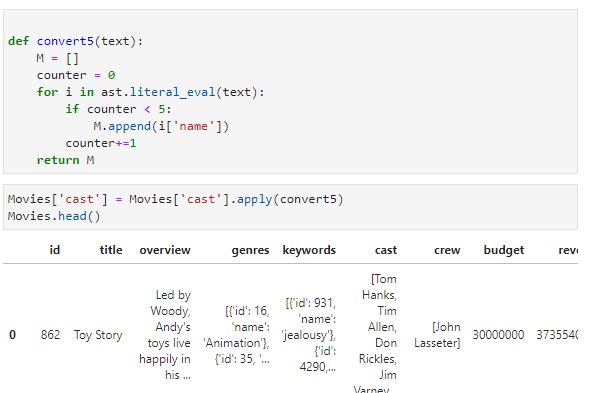 def convert5(text):
    M = []
    counter = 0
    for i in ast.literal_eval(text):
        if counter < 5:
            M.append(i['name'])
        counter+=1
    return M
Movies['cast'] = Movies['cast'].apply(convert5)
Movies.head()
id title overview genres keywords cast crew budget reve
0 862 Toy Story
Led by
Woody,
Andy's
toys live
happily in
his ...
[{'id': 16,
'name':
'Animation'},
{'id': 35, '...
[{'id': 931,
'name':
'jealousy'},
{'id':
4290,...
[Tom
Hanks,
Tim
Allen,
Don
Rickles,
Jim
Varney,...
[John
Lasseter]
30000000 3735540